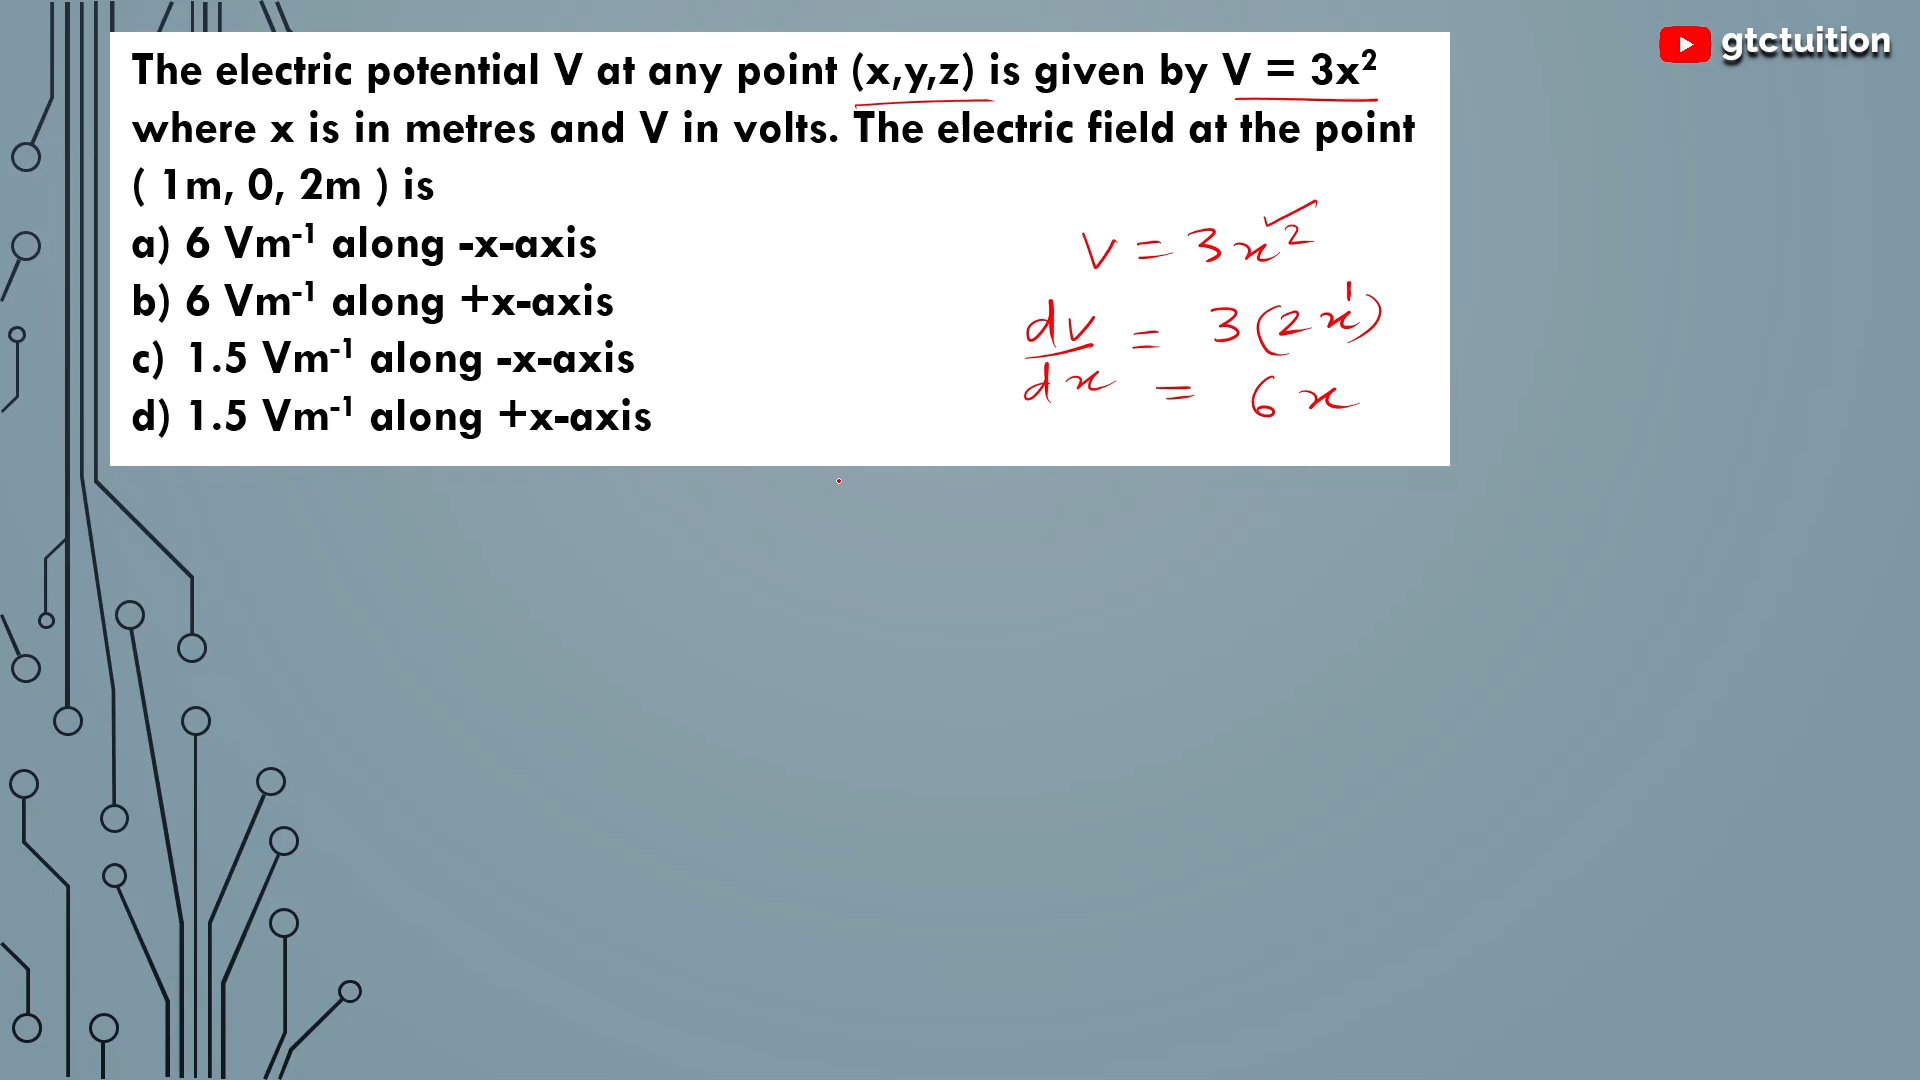 gtctuition
The electric potential V at any point (x,y,z) is given by V = 3x²
where x is in metres and V in volts. The electric field at the point
( 1m, 0, 2m ) is
a) 6 Vm⁻¹ along -x-axis
b) 6 Vm⁻¹ along +x-axis
c) 1.5 Vm⁻¹ along -x-axis
d) 1.5 Vm⁻¹ along +x-axis
V = 3x²
dv/dx = 3(2x¹)
= 6x